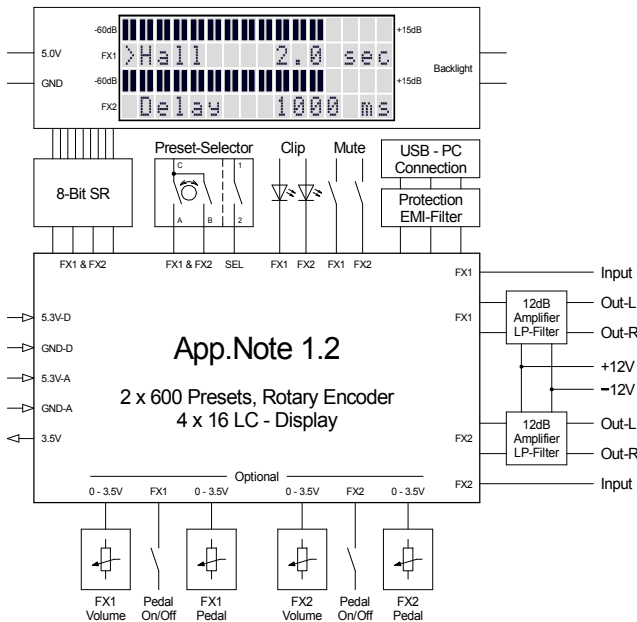 -60dB +15dB
5.0V FX1 >Hall 2.0 sec
Backlight
GND -60dB +15dB
FX2 Delay 1000 ms
Preset-Selector Clip Mute USB - PC
Connection
8-Bit SR
C 1
A B 2
Protection
EMI-Filter
FX1 & FX2 FX1 & FX2 SEL FX1 FX2 FX1 FX2
FX1 Input
FX1 12dB
Amplifier
LP-Filter
Out-L
Out-R
+12V
−12V
5.3V-D
GND-D
5.3V-A
GND-A
3.5V
App.Note 1.2
2 x 600 Presets, Rotary Encoder
4 x 16 LC - Display
FX2 12dB
Amplifier
LP-Filter
Out-L
Out-R
FX2 Input
Optional
0 - 3.5V FX1 0 - 3.5V 0 - 3.5V FX2 0 - 3.5V
FX1 Pedal FX1 FX2 Pedal FX2
Volume On/Off Pedal Volume On/Off Pedal